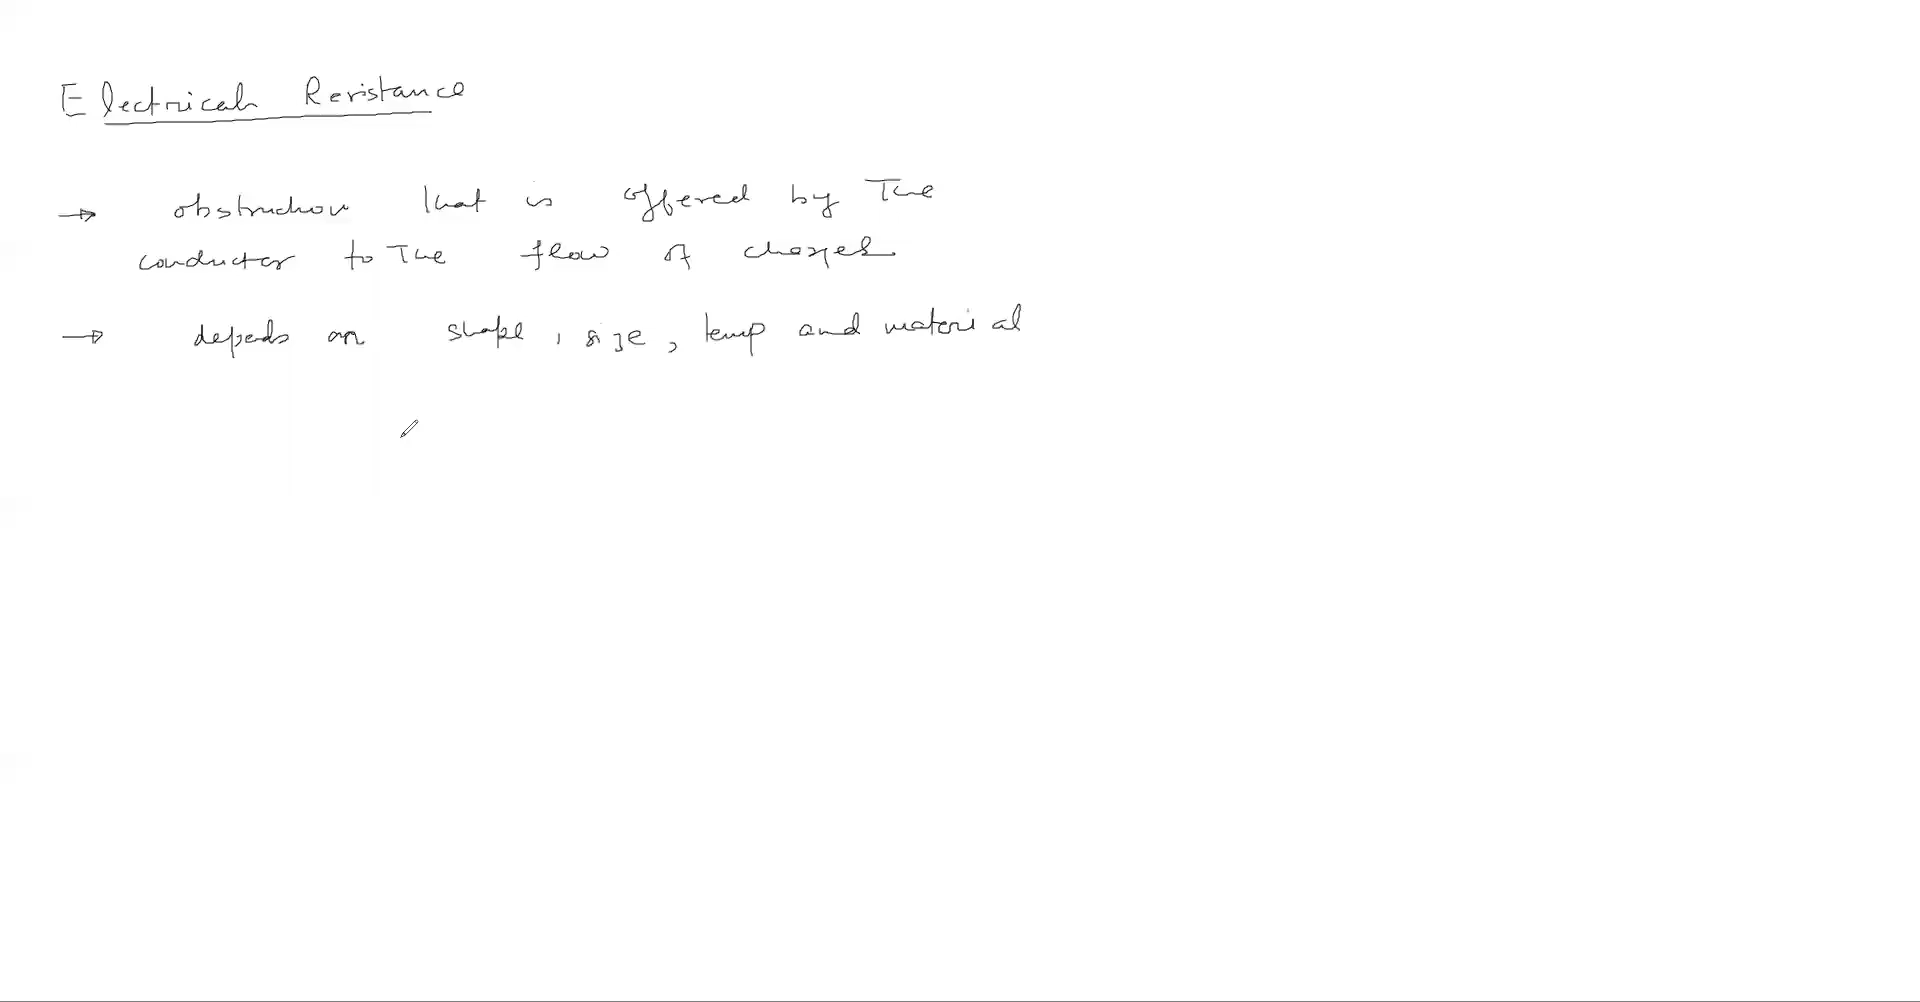 Electrical Resistance
→ obstruction that is offered by The
conductor to The flow of charges
→ depends on shape, size, temp and material